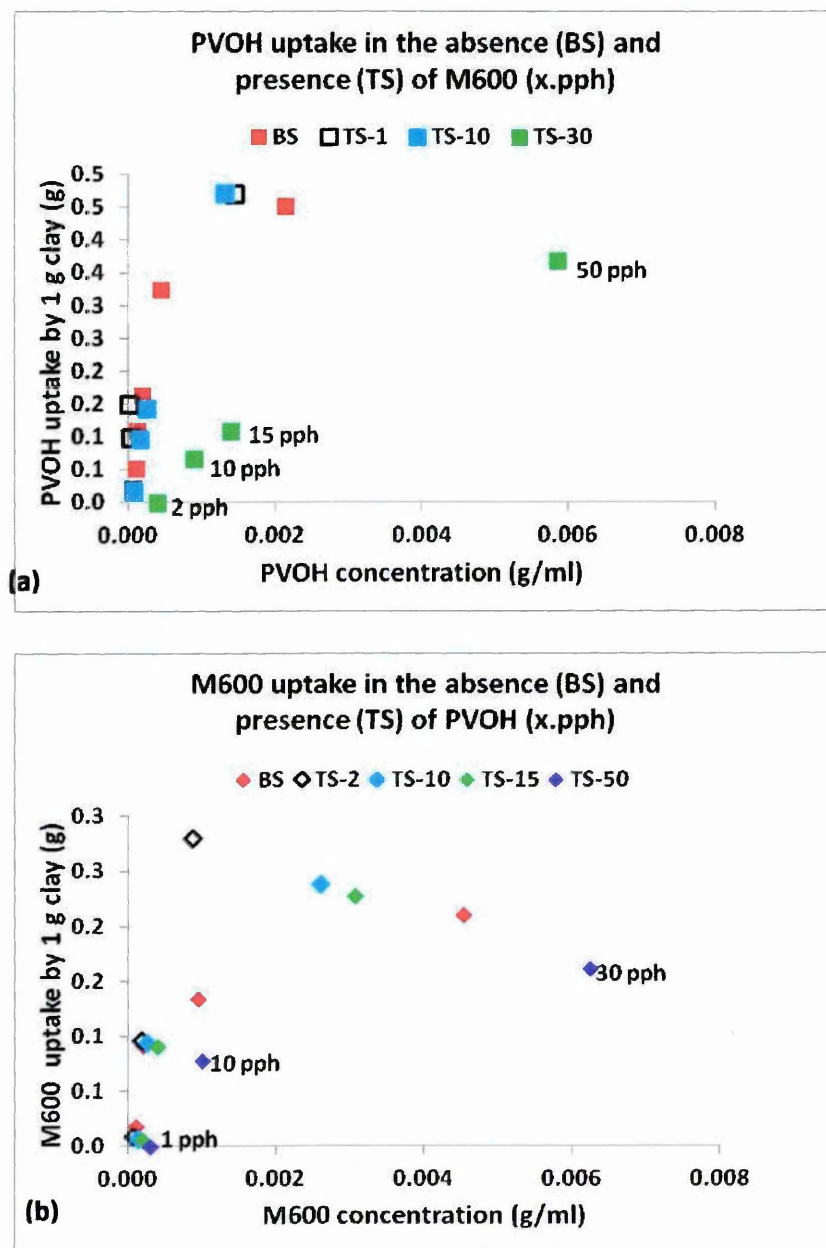 PVOH uptake in the absence (BS) and
presence (TS) of M600 (x.pph)
BS TS-1 TS-10 TS-30
PVOH uptake by 1 g clay (g)
0.5
0.5
0.4
0.4
0.3
0.3
0.2
0.2
0.1
0.1
0.0
50 pph
15 pph
10 pph
2 pph
0.000 0.002 0.004 0.006 0.008
PVOH concentration (g/ml)
(a)
M600 uptake in the absence (BS) and
presence (TS) of PVOH (x.pph)
BS TS-2 TS-10 TS-15 TS-50
M600 uptake by 1 g clay (g)
0.3
0.3
0.2
0.2
0.1
0.1
0.0
30 pph
10 pph
1 pph
0.000 0.002 0.004 0.006 0.008
M600 concentration (g/ml)
(b)